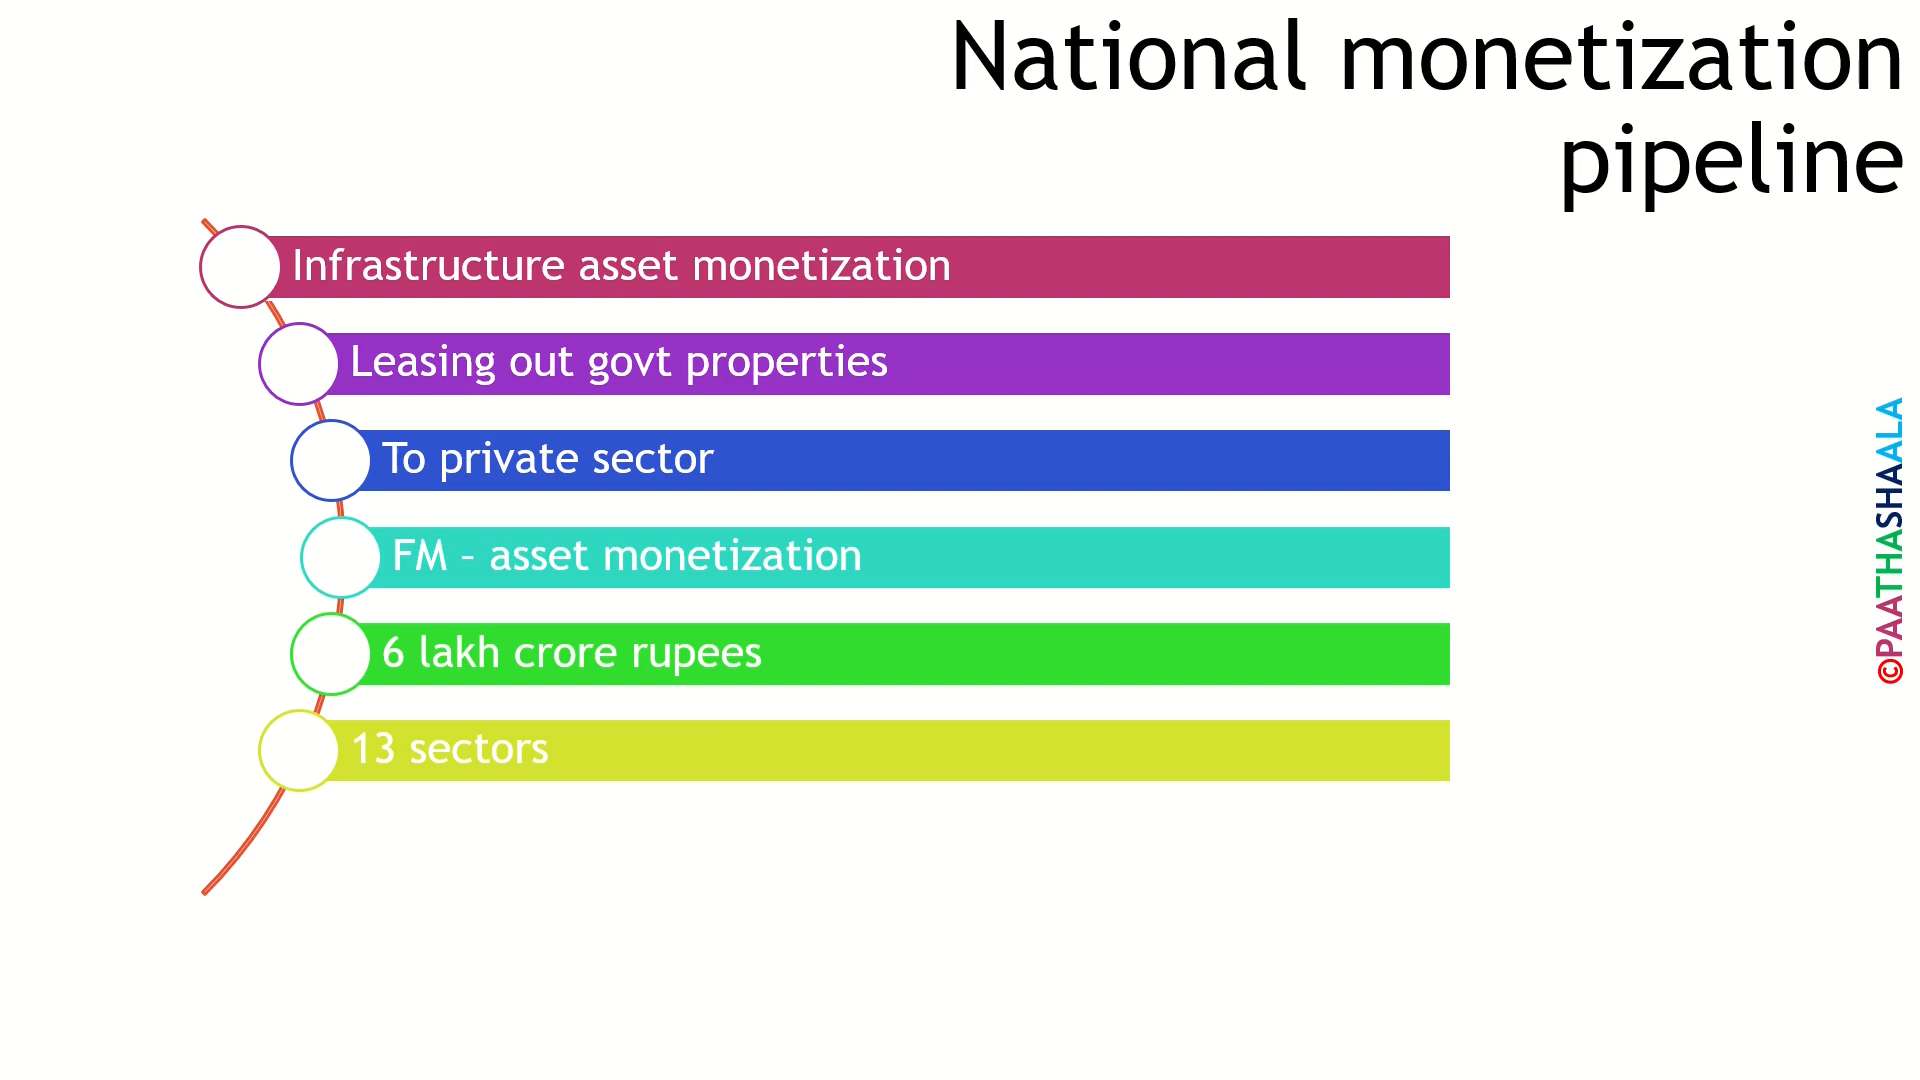 National monetization
pipeline
Infrastructure asset monetization
Leasing out govt properties
To private sector
FM – asset monetization
6 lakh crore rupees
13 sectors
©PAATHASHAALA